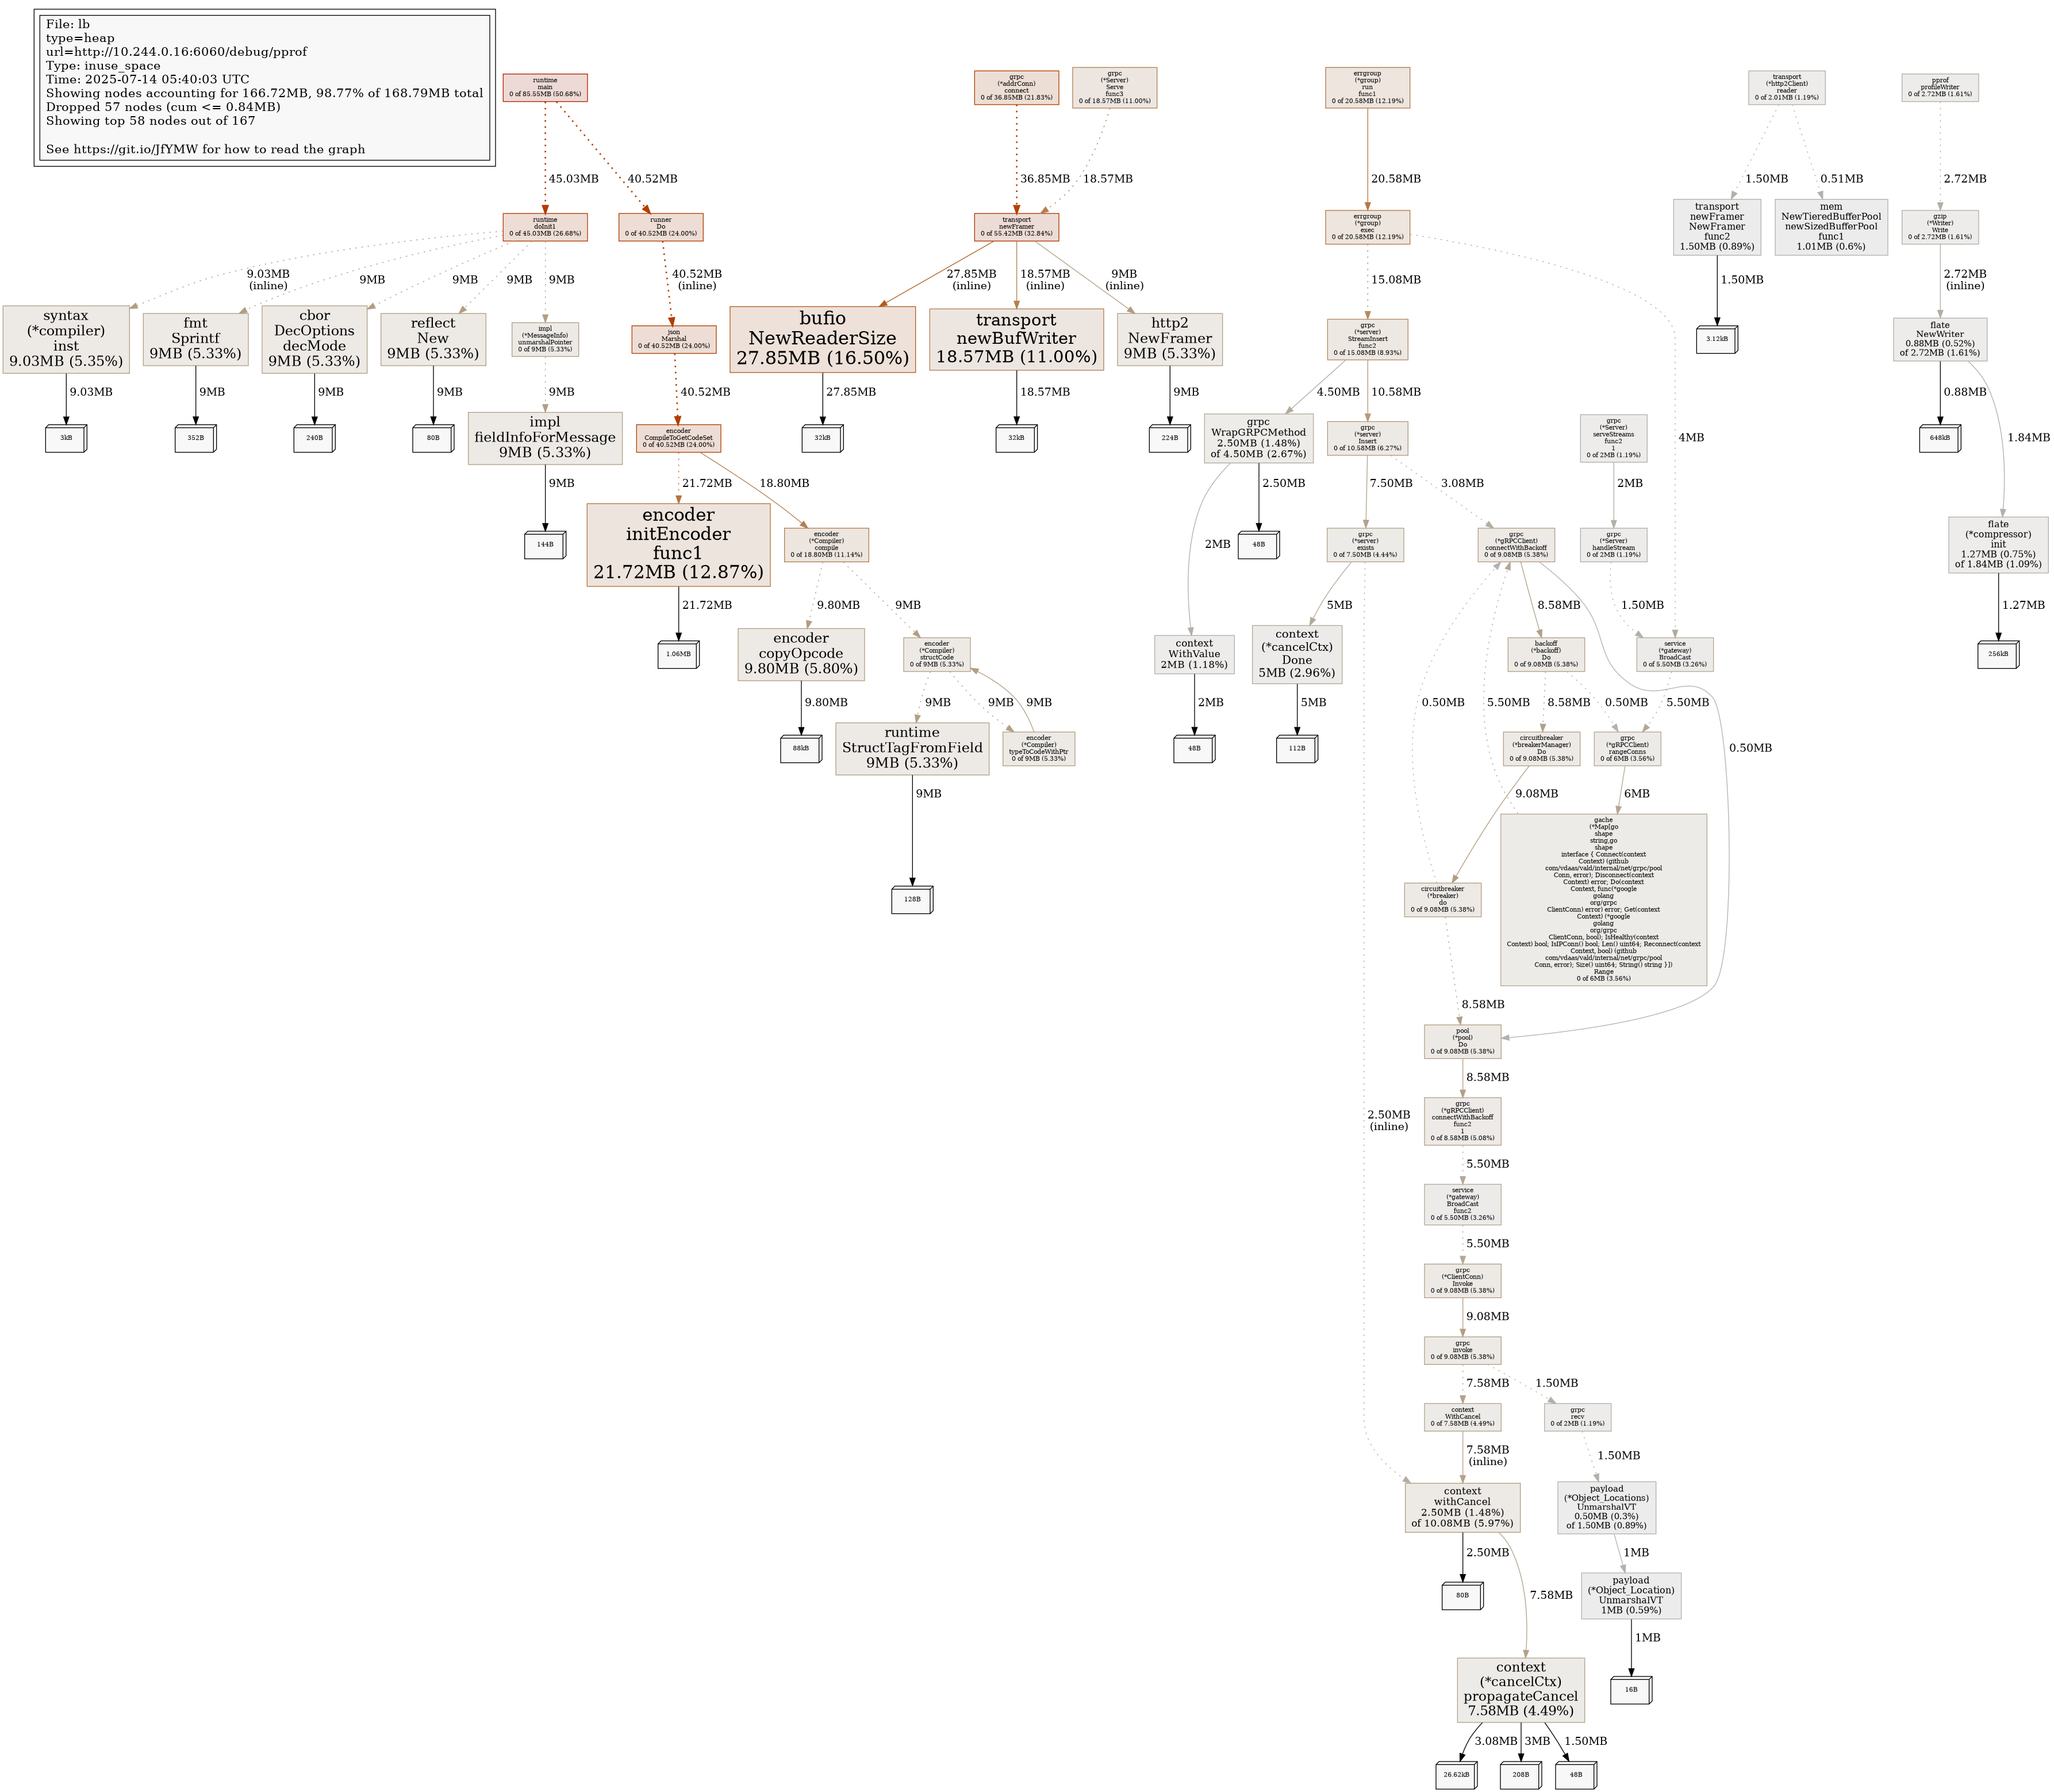 File: lb
type=heap
url=http://10.244.0.16:6060/debug/pprof
Type: inuse_space
Time: 2025-07-14 05:40:03 UTC
Showing nodes accounting for 166.72MB, 98.77% of 168.79MB total
Dropped 57 nodes (cum <= 0.84MB)
Showing top 58 nodes out of 167
See https://git.io/JfYMW for how to read the graph
runtime
main
0 of 85.55MB (50.68%)
grpc
(*addrConn)
connect
0 of 36.85MB (21.83%)
grpc
(*Server)
Serve
func3
0 of 18.57MB (11.00%)
errgroup
(*group)
run
func1
0 of 20.58MB (12.19%)
transport
(*http2Client)
reader
0 of 2.01MB (1.19%)
pprof
profileWriter
0 of 2.72MB (1.61%)
45.03MB
40.52MB
36.85MB
18.57MB
20.58MB
1.50MB
0.51MB
2.72MB
runtime
doInit1
0 of 45.03MB (26.68%)
runner
Do
0 of 40.52MB (24.00%)
transport
newFramer
0 of 55.42MB (32.84%)
errgroup
(*group)
exec
0 of 20.58MB (12.19%)
transport
newFramer
NewFramer
func2
1.50MB (0.89%)
mem
NewTieredBufferPool
newSizedBufferPool
func1
1.01MB (0.6%)
gzip
(*Writer)
Write
0 of 2.72MB (1.61%)
9.03MB
(inline)
9MB
9MB
9MB
9MB
40.52MB
(inline)
27.85MB
(inline)
18.57MB
(inline)
9MB
(inline)
15.08MB
1.50MB
2.72MB
(inline)
syntax
(*compiler)
inst
9.03MB (5.35%)
fmt
Sprintf
9MB (5.33%)
cbor
DecOptions
decMode
9MB (5.33%)
reflect
New
9MB (5.33%)
impl
(*MessageInfo)
unmarshalPointer
0 of 9MB (5.33%)
json
Marshal
0 of 40.52MB (24.00%)
bufio
NewReaderSize
27.85MB (16.50%)
transport
newBufWriter
18.57MB (11.00%)
http2
NewFramer
9MB (5.33%)
grpc
(*server)
StreamInsert
func2
0 of 15.08MB (8.93%)
3.12kB
flate
NewWriter
0.88MB (0.52%)
of 2.72MB (1.61%)
9.03MB
9MB
9MB
9MB
9MB
40.52MB
27.85MB
18.57MB
9MB
4.50MB
10.58MB
4MB
0.88MB
1.84MB
3kB
352B
240B
80B
impl
fieldInfoForMessage
9MB (5.33%)
encoder
CompileToGetCodeSet
0 of 40.52MB (24.00%)
32kB
32kB
224B
grpc
WrapGRPCMethod
2.50MB (1.48%)
of 4.50MB (2.67%)
grpc
(*server)
Insert
0 of 10.58MB (6.27%)
grpc
(*Server)
serveStreams
func2
1
0 of 2MB (1.19%)
648kB
9MB
21.72MB
18.80MB
2MB
2.50MB
7.50MB
3.08MB
2MB
144B
encoder
initEncoder
func1
21.72MB (12.87%)
encoder
(*Compiler)
compile
0 of 18.80MB (11.14%)
48B
grpc
(*server)
exists
0 of 7.50MB (4.44%)
grpc
(*gRPCClient)
connectWithBackoff
0 of 9.08MB (5.38%)
grpc
(*Server)
handleStream
0 of 2MB (1.19%)
flate
(*compressor)
init
1.27MB (0.75%)
of 1.84MB (1.09%)
21.72MB
9.80MB
9MB
5MB
8.58MB
1.50MB
1.27MB
1.06MB
encoder
copyOpcode
9.80MB (5.80%)
encoder
(*Compiler)
structCode
0 of 9MB (5.33%)
context
WithValue
2MB (1.18%)
context
(*cancelCtx)
Done
5MB (2.96%)
backoff
(*backoff)
Do
0 of 9.08MB (5.38%)
service
(*gateway)
BroadCast
0 of 5.50MB (3.26%)
256kB
9.80MB
9MB
9MB
9MB
2MB
5MB
0.50MB
5.50MB
8.58MB
0.50MB
5.50MB
0.50MB
88kB
runtime
StructTagFromField
9MB (5.33%)
encoder
(*Compiler)
typeToCodeWithPtr
0 of 9MB (5.33%)
48B
112B
circuitbreaker
(*breakerManager)
Do
0 of 9.08MB (5.38%)
grpc
(*gRPCClient)
rangeConns
0 of 6MB (3.56%)
9MB
9.08MB
6MB
128B
circuitbreaker
(*breaker)
do
0 of 9.08MB (5.38%)
gache
(*Map[go
shape
string,go
shape
interface { Connect(context
Context) (github
com/vdaas/vald/internal/net/grpc/pool
Conn, error); Disconnect(context
Context) error; Do(context
Context, func(*google
golang
org/grpc
ClientConn) error) error; Get(context
Context) (*google
golang
org/grpc
ClientConn, bool); IsHealthy(context
Context) bool; IsIPConn() bool; Len() uint64; Reconnect(context
Context, bool) (github
com/vdaas/vald/internal/net/grpc/pool
Conn, error); Size() uint64; String() string }])
Range
0 of 6MB (3.56%)
8.58MB
pool
(*pool)
Do
0 of 9.08MB (5.38%)
8.58MB
2.50MB
(inline)
grpc
(*gRPCClient)
connectWithBackoff
func2
1
0 of 8.58MB (5.08%)
5.50MB
service
(*gateway)
BroadCast
func2
0 of 5.50MB (3.26%)
5.50MB
grpc
(*ClientConn)
Invoke
0 of 9.08MB (5.38%)
9.08MB
grpc
invoke
0 of 9.08MB (5.38%)
7.58MB
1.50MB
context
WithCancel
0 of 7.58MB (4.49%)
grpc
recv
0 of 2MB (1.19%)
7.58MB
(inline)
1.50MB
context
withCancel
2.50MB (1.48%)
of 10.08MB (5.97%)
payload
(*Object_Locations)
UnmarshalVT
0.50MB (0.3%)
of 1.50MB (0.89%)
2.50MB
7.58MB
1MB
80B
payload
(*Object_Location)
UnmarshalVT
1MB (0.59%)
1MB
context
(*cancelCtx)
propagateCancel
7.58MB (4.49%)
16B
3.08MB
3MB
1.50MB
26.62kB
208B
48B